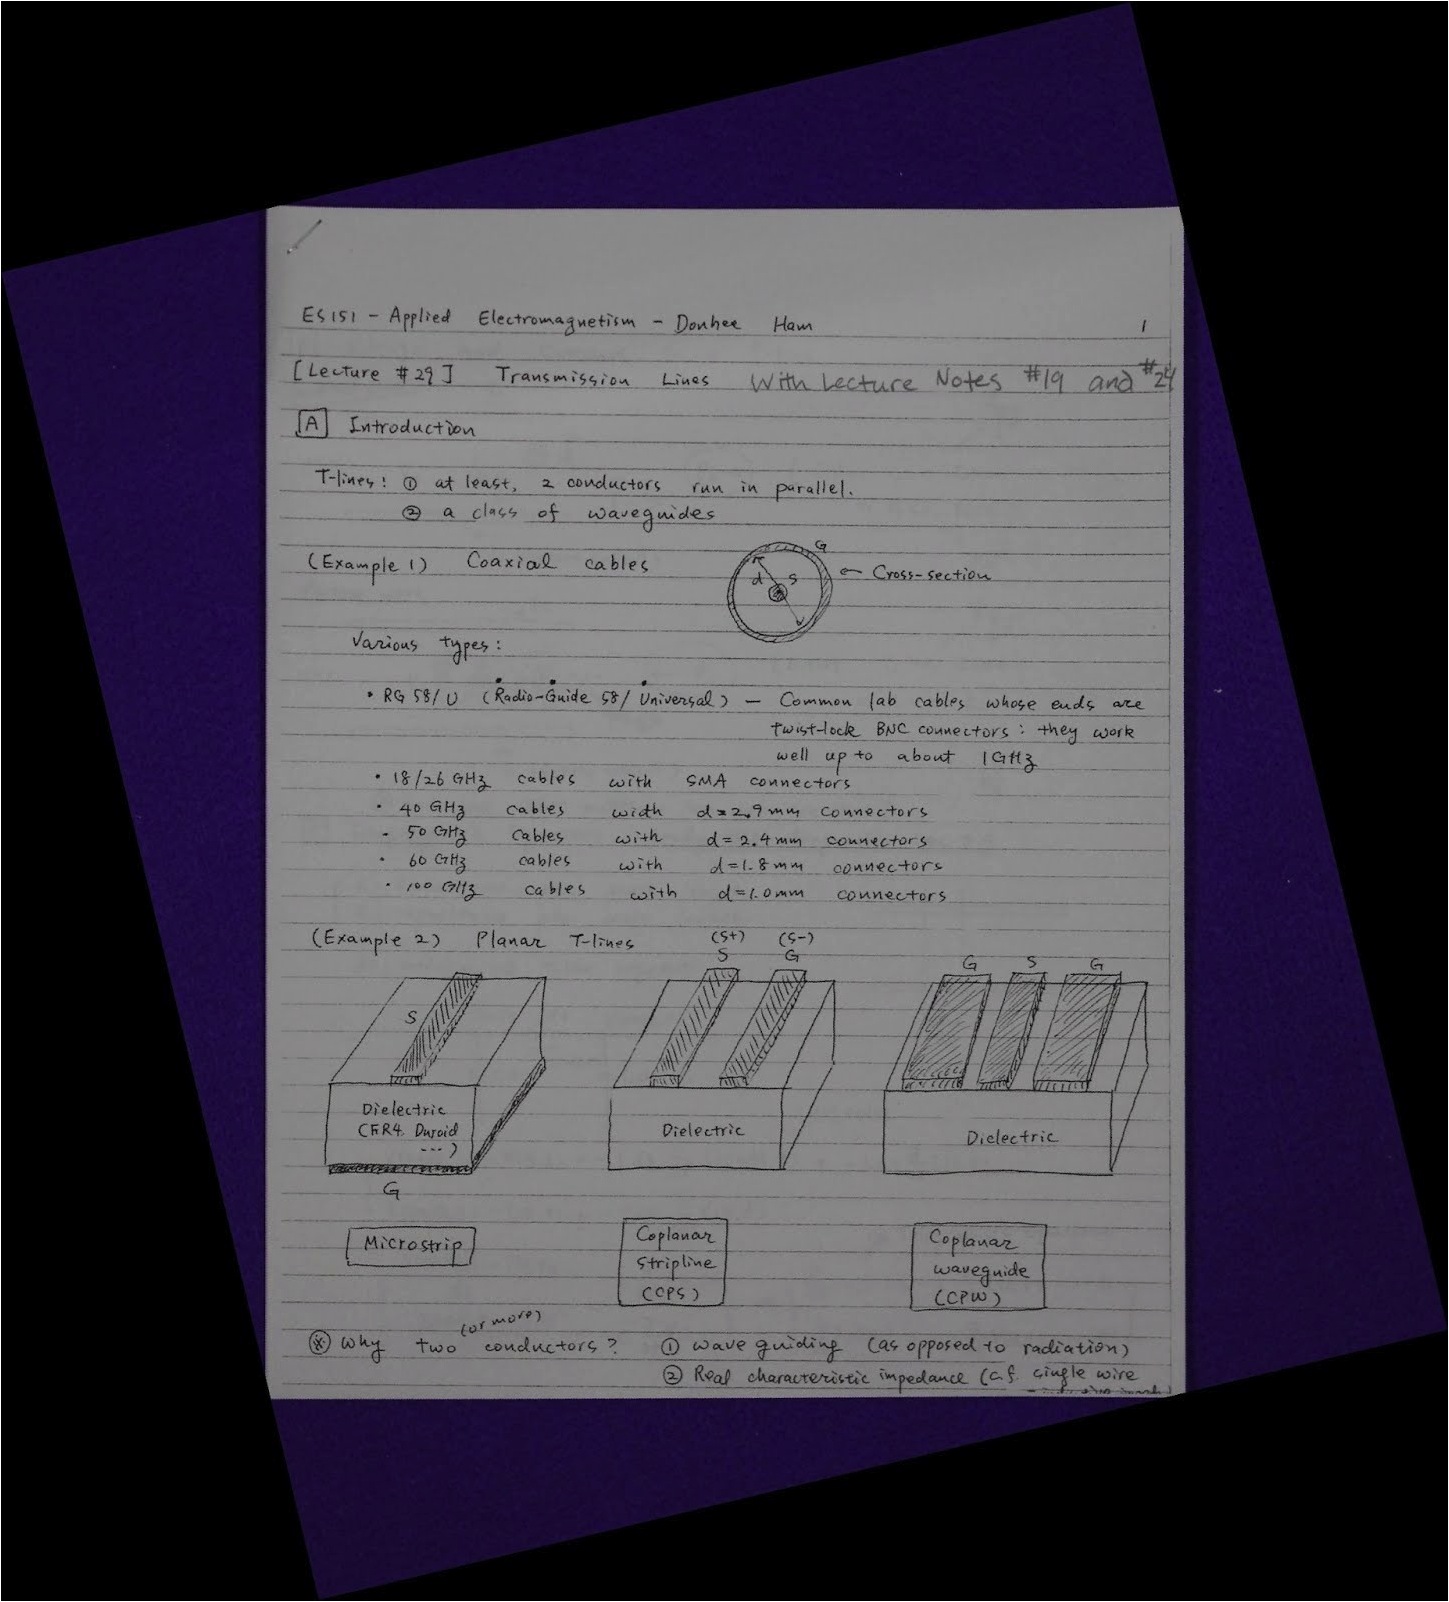 ES151 - Applied Electromagnetism - Donhee Ham 1
[Lecture #29] Transmission Lines With Lecture Notes #19 and #24
A Introduction
T-lines: ① at least, 2 conductors run in parallel.
② a class of waveguides
G
(Example 1) Coaxial cables d S ← Cross-section
Various types:
• RG 58/U (Radio-Guide 58/Universal) — Common lab cables whose ends are
twist-lock BNC connectors: they work
well up to about 1GHz
• 18/26 GHz cables with SMA connectors
• 40 GHz cables width d=2.9mm connectors
• 50 GHz cables with d=2.4mm connectors
• 60 GHz cables with d=1.8mm connectors
• 100 GHz cables with d=1.0mm connectors
(Example 2) Planar T-lines (S+) (S-)
S G G S G
S
Dielectric
(FR4, Duroid
...)
Dielectric
Dielectric
G
Microstrip
Coplanar
Stripline
(CPS)
Coplanar
waveguide
(CPW)
(or more)
※ Why two conductors? ① wave guiding (as opposed to radiation)
② Real characteristic impedance (c.f. single wire